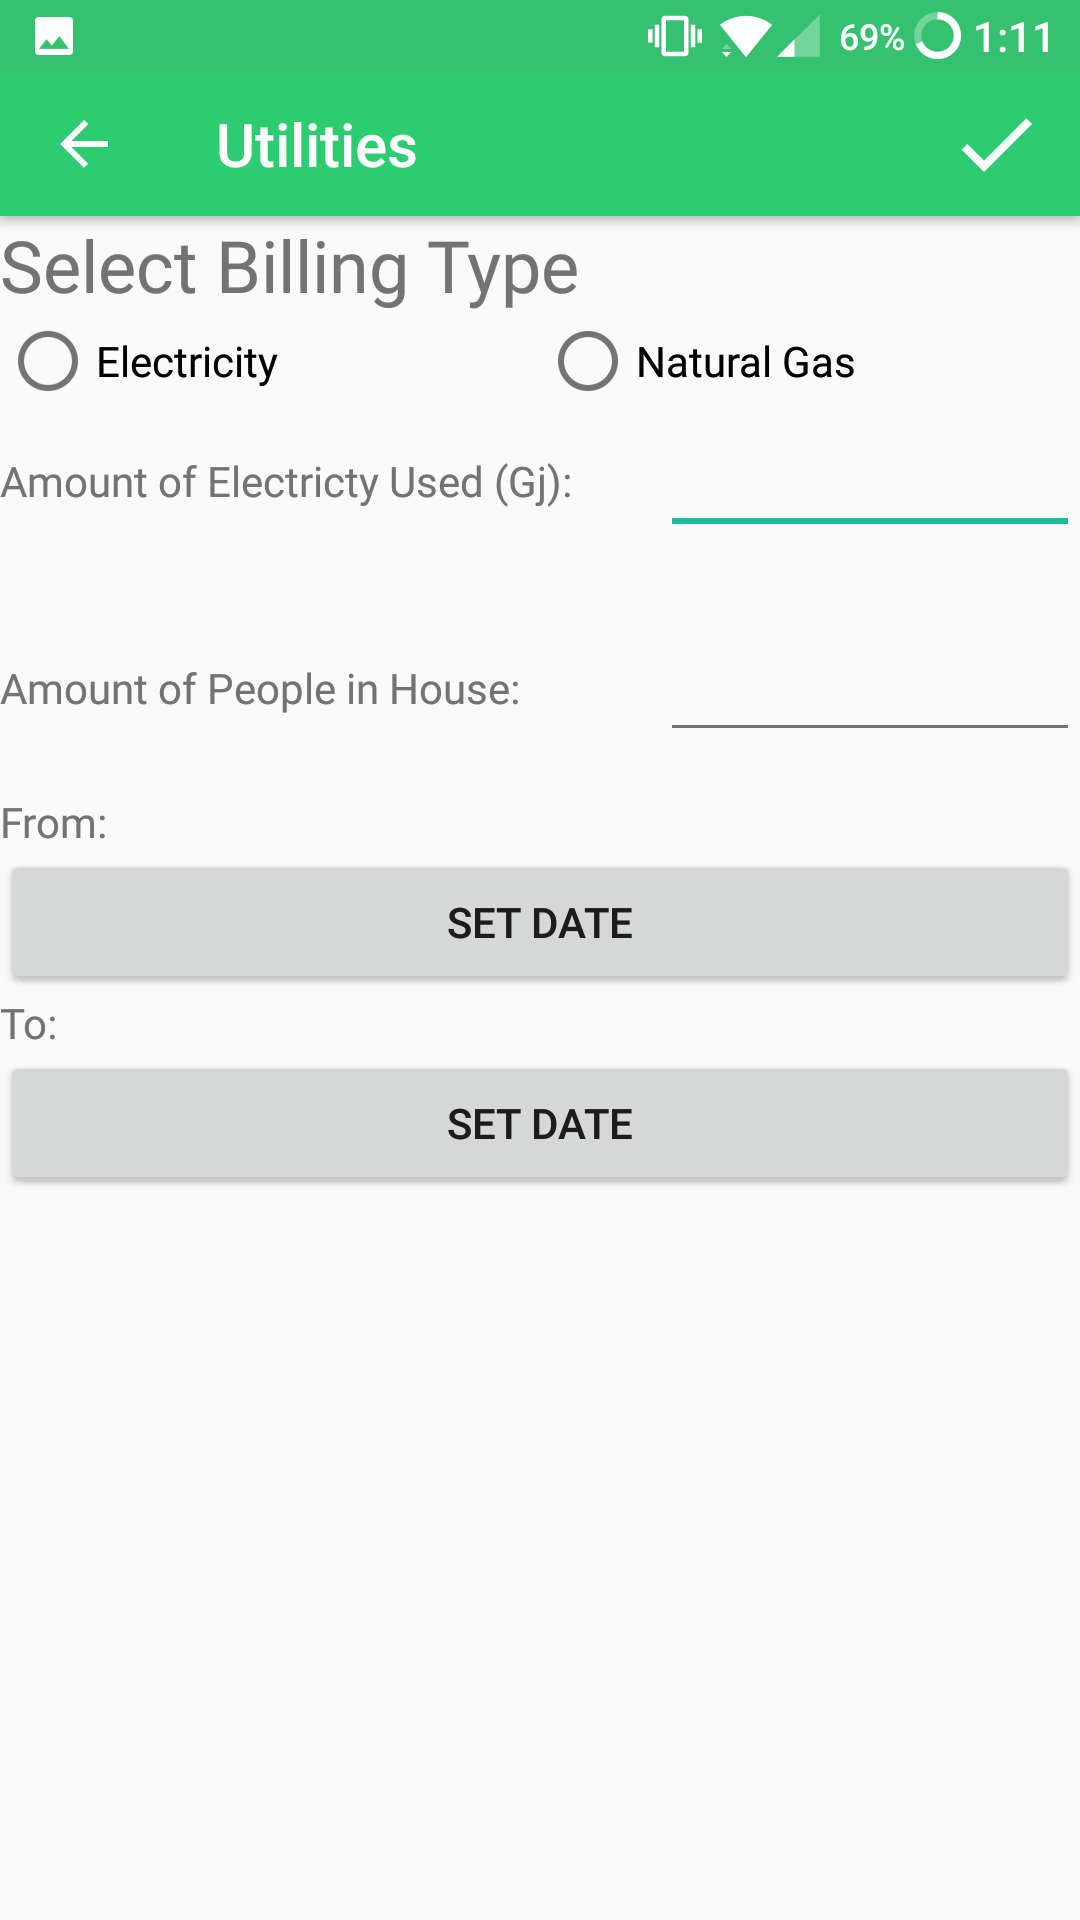 69% 1:11
Utilities
Select Billing Type
Electricity Natural Gas
Amount of Electricty Used (Gj):
Amount of People in House:
From:
SET DATE
To:
SET DATE